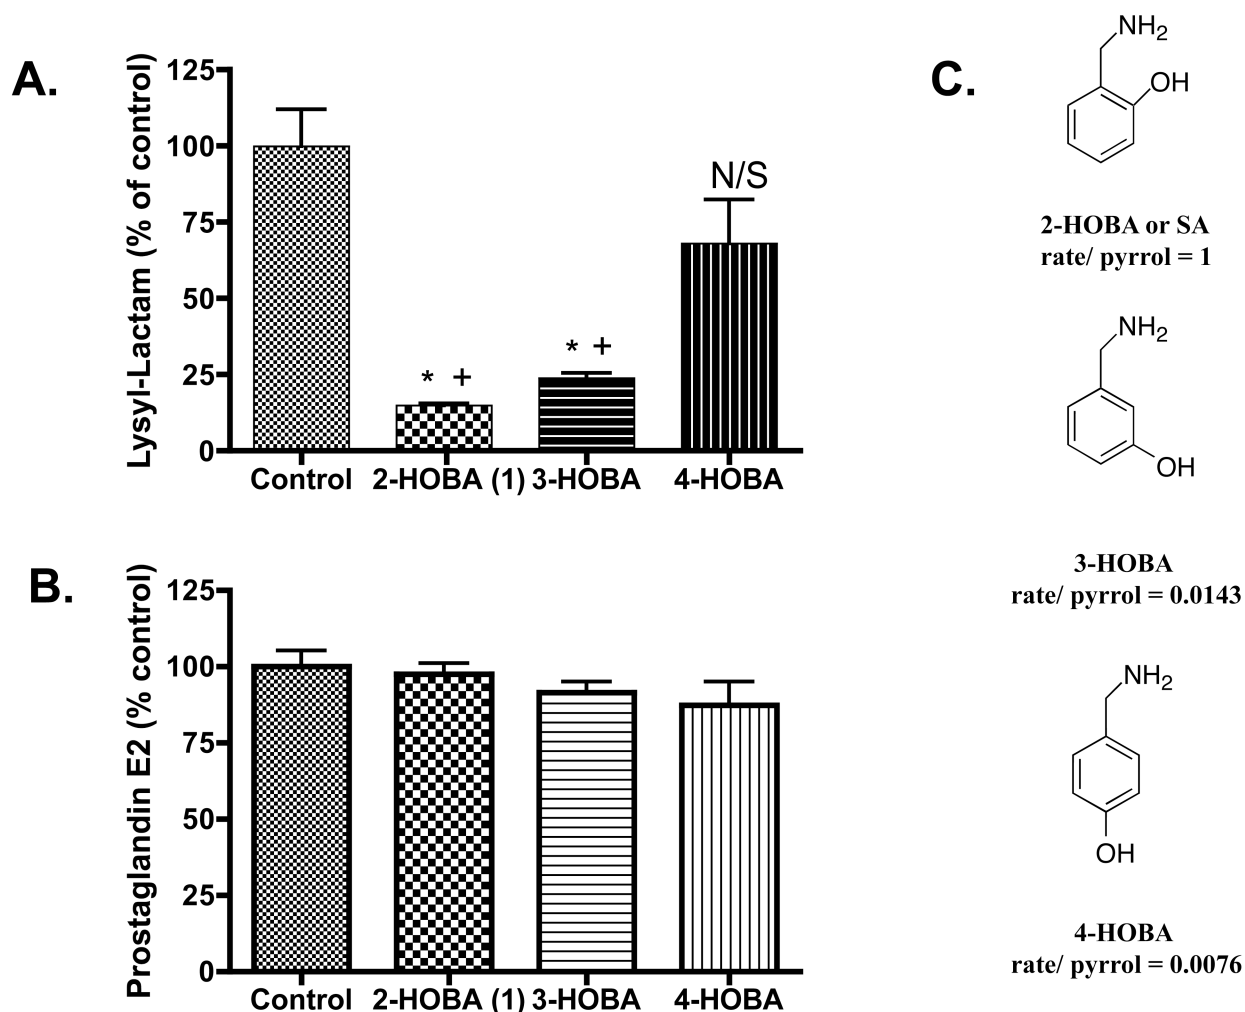 A.
Lysyl-Lactam (% of control)
125
100
75
50
25
0
* +
* +
N/S
Control 2-HOBA (1) 3-HOBA 4-HOBA
B.
Prostaglandin E2 (% control)
125
100
75
50
25
0
Control 2-HOBA (1) 3-HOBA 4-HOBA
C.
NH2
OH
2-HOBA or SA
rate/ pyrrol = 1
NH2
OH
3-HOBA
rate/ pyrrol = 0.0143
NH2
OH
4-HOBA
rate/ pyrrol = 0.0076